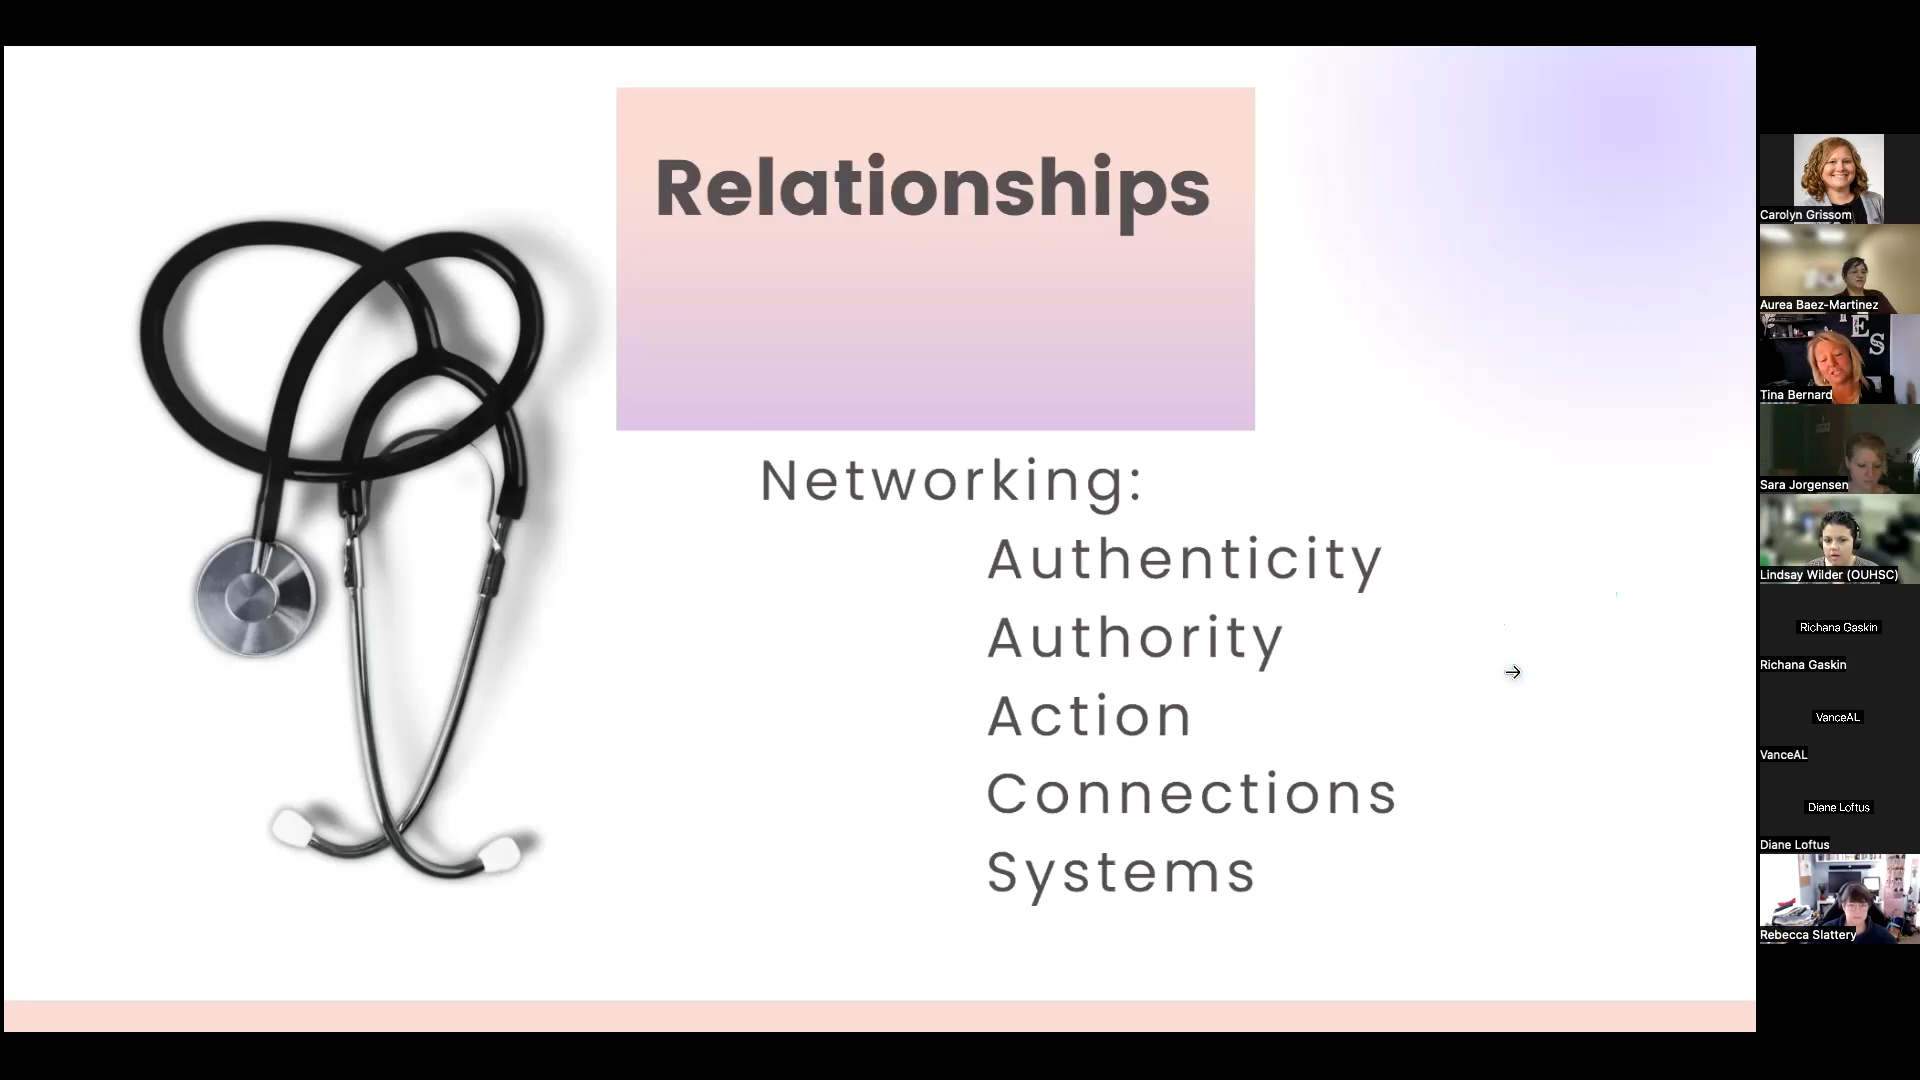 Relationships
Networking:
Authenticity
Authority
Action
Connections
Systems
Carolyn Grissom
Aurea Baez-Martinez
E
S
Tina Bernard
Sara Jorgensen
Lindsay Wilder (OUHSC)
Richana Gaskin
Richana Gaskin
VanceAL
VanceAL
Diane Loftus
Diane Loftus
Rebecca Slattery